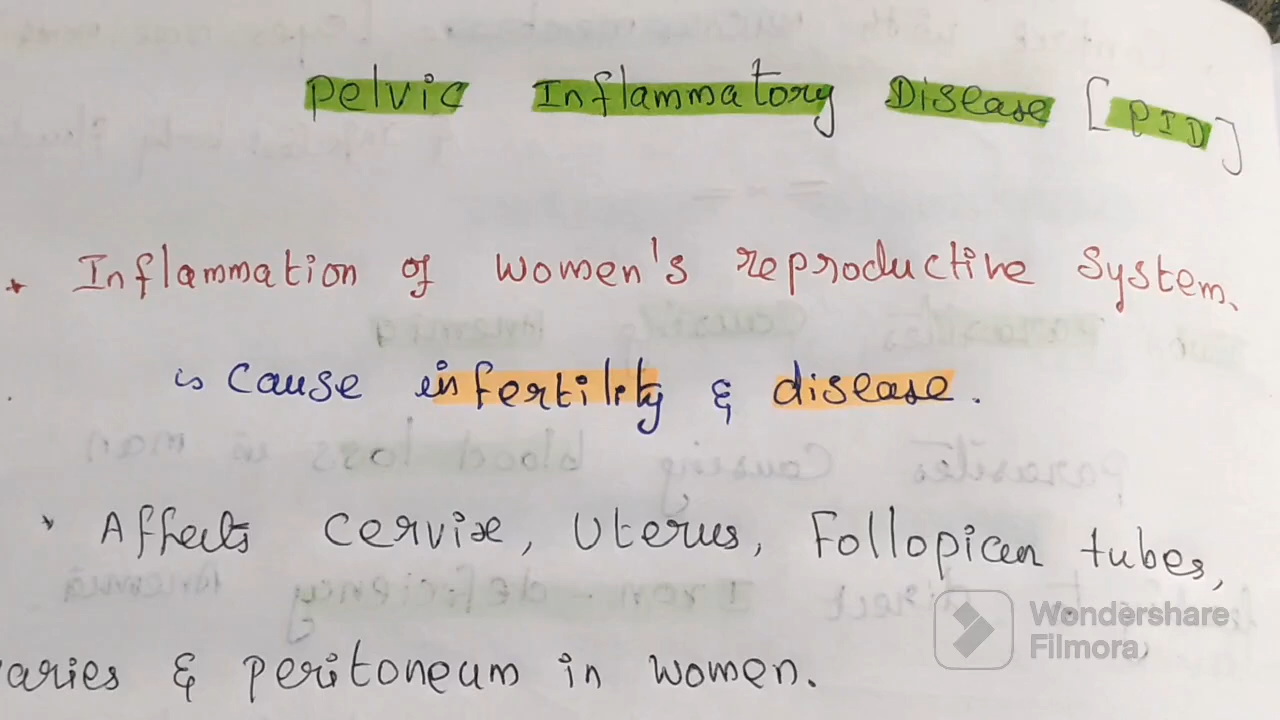 Pelvic Inflammatory Disease [PID]
* Inflammation of women's reproductive system.
is cause infertility & disease.
* Affects cervix, Uterus, Follopian tubes,
aries & peritoneum in women.
Wondershare
Filmora